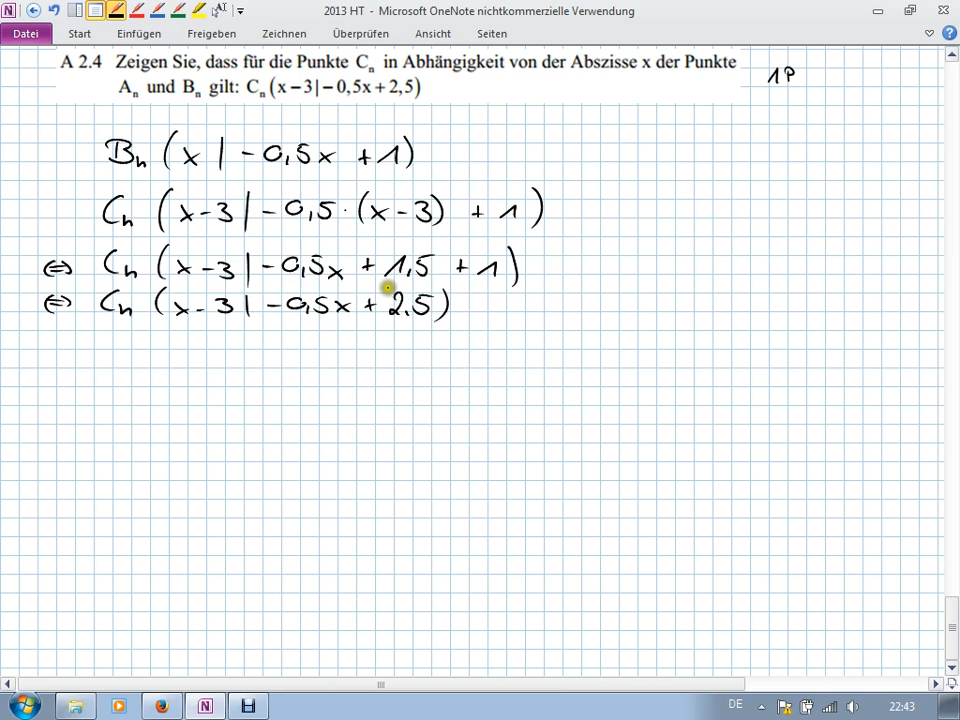 2013 HT - Microsoft OneNote nichtkommerzielle Verwendung
Datei Start Einfügen Freigeben Zeichnen Überprüfen Ansicht Seiten
A 2.4 Zeigen Sie, dass für die Punkte Cₙ in Abhängigkeit von der Abszisse x der Punkte
Aₙ und Bₙ gilt: Cₙ(x−3|−0,5x+2,5)
1P
Bₙ (x | −0,5x +1)
Cₙ (x−3 | −0,5·(x−3) + 1)
⇔ Cₙ (x−3 | −0,5x + 1,5 + 1)
⇔ Cₙ (x−3 | −0,5x + 2,5)
DE 22:43